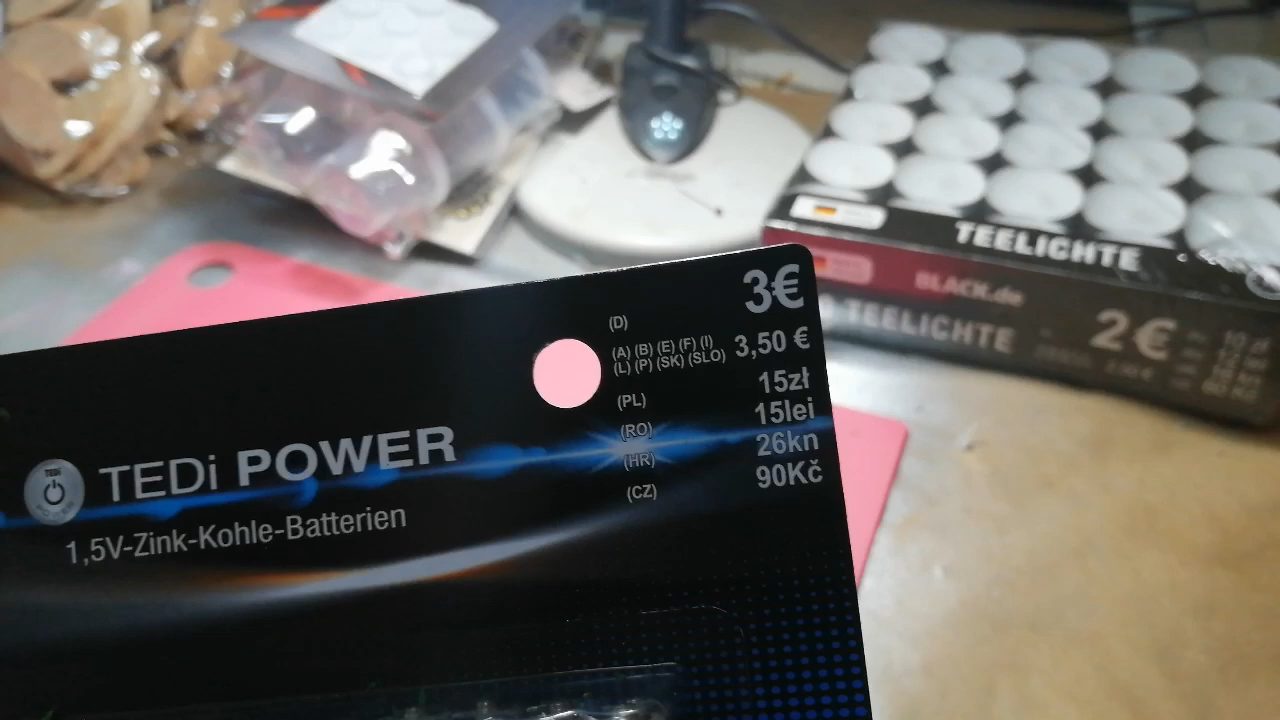 TEELICHTE
BLACK.de
TEELICHTE
2€
3€
(D)
(A) (B) (E) (F) (I)
(L) (P) (SK) (SLO)
3,50 €
(PL) 15zł
(RO) 15lei
(HR) 26kn
(CZ) 90Kč
TEDi
TEDi POWER
1,5V-Zink-Kohle-Batterien